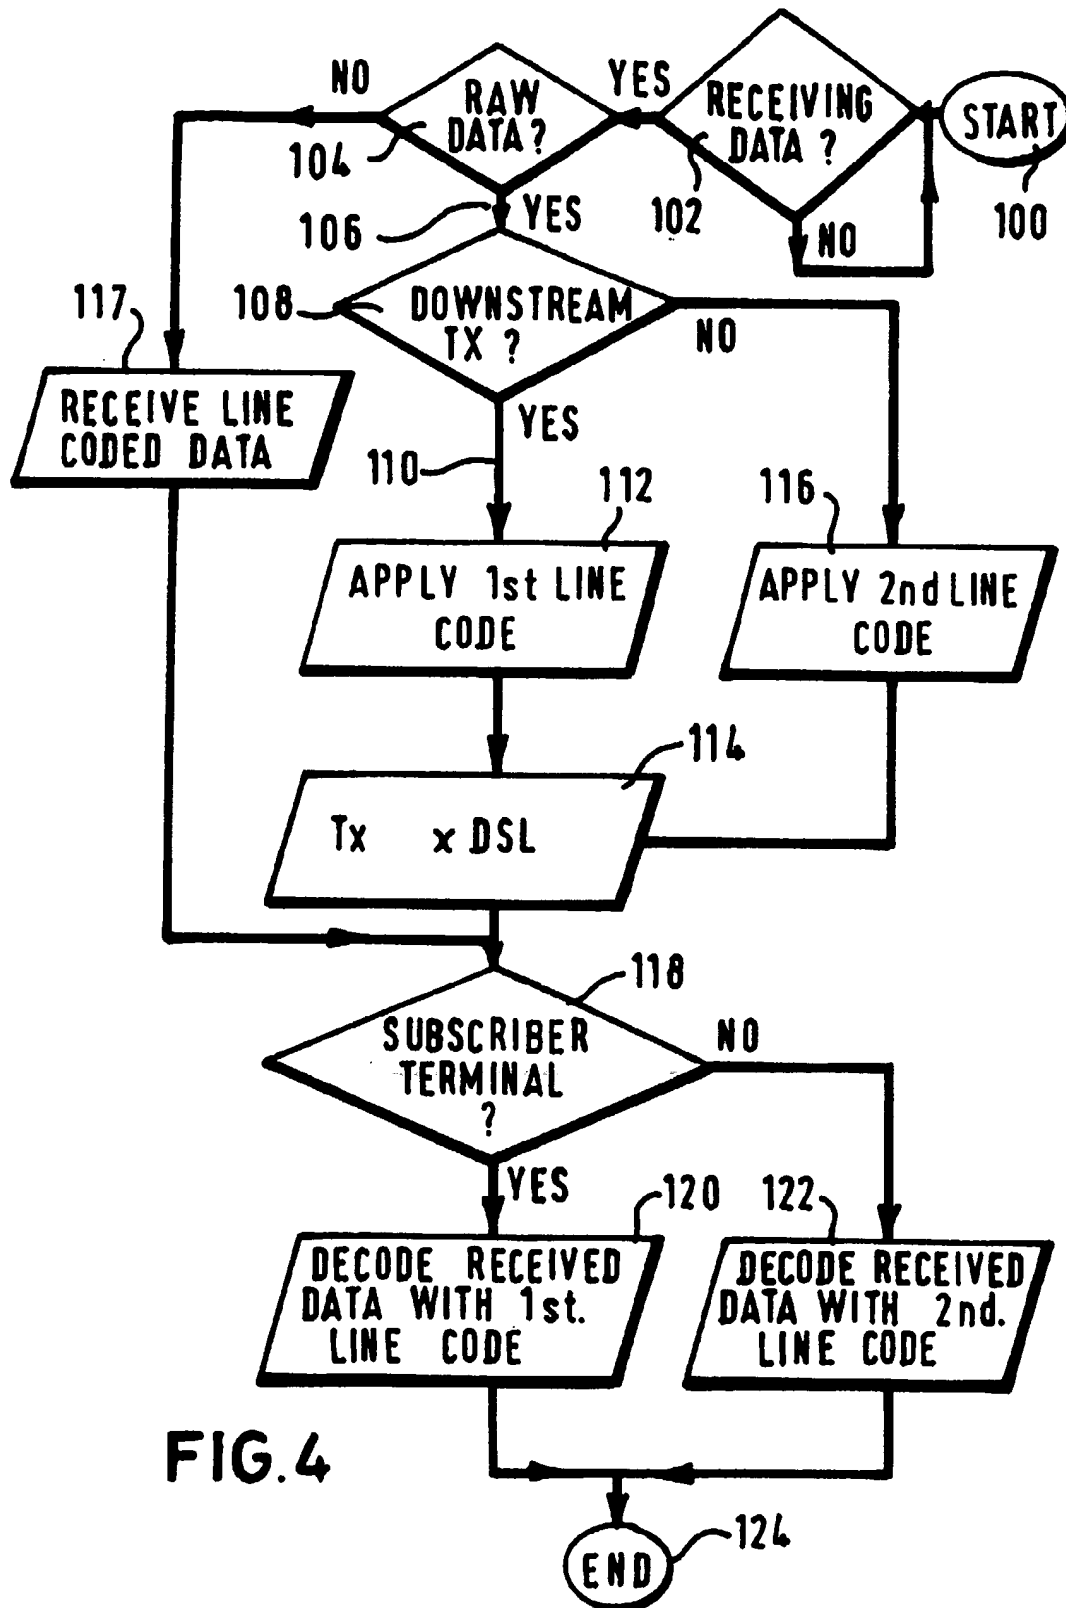 START
100
RECEIVING
DATA ?
102
YES
NO
RAW
DATA?
104
NO
106
YES
108
DOWNSTREAM
TX ?
NO
YES
110
117
RECEIVE LINE
CODED DATA
112
APPLY 1st LINE
CODE
116
APPLY 2nd LINE
CODE
114
Tx x DSL
118
SUBSCRIBER
TERMINAL
?
NO
YES
120
DECODE RECEIVED
DATA WITH 1st.
LINE CODE
122
DECODE RECEIVED
DATA WITH 2nd.
LINE CODE
FIG.4
END
124